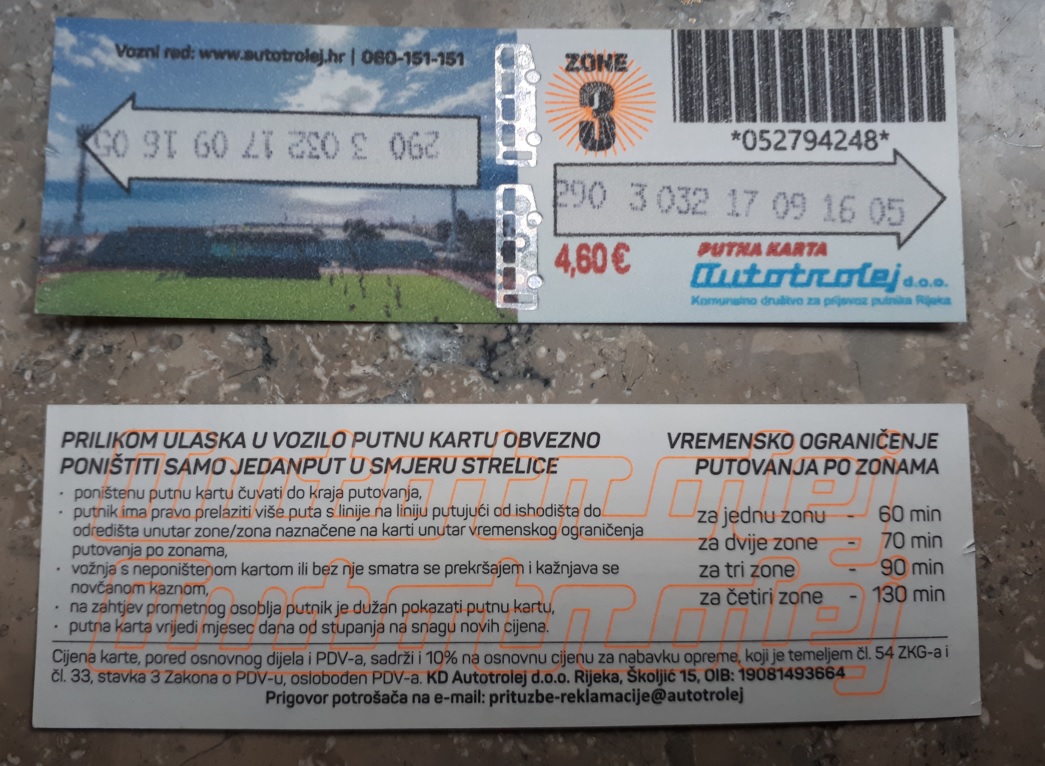 Vozni red: www.autotrolej.hr | 060-151-151
290 3 032 17 09 16 05
ZONE
3
*052794248*
290 3 032 17 09 16 05
4,60 €
PUTNA KARTA
autotrolej d.o.o.
Komunalno društvo za prijevoz putnika Rijeka
PRILIKOM ULASKA U VOZILO PUTNU KARTU OBVEZNO
PONIŠTITI SAMO JEDANPUT U SMJERU STRELICE
· poništenu putnu kartu čuvati do kraja putovanja,
· putnik ima pravo prelaziti više puta s linije na liniju putujući od ishodišta do
odredišta unutar zone/zona naznačene na karti unutar vremenskog ograničenja
putovanja po zonama,
· vožnja s neponištenom kartom ili bez nje smatra se prekršajem i kažnjava se
novčanom kaznom,
· na zahtjev prometnog osoblja putnik je dužan pokazati putnu kartu,
· putna karta vrijedi mjesec dana od stupanja na snagu novih cijena.
VREMENSKO OGRANIČENJE
PUTOVANJA PO ZONAMA
za jednu zonu - 60 min
za dvije zone - 70 min
za tri zone - 90 min
za četiri zone - 130 min
Cijena karte, pored osnovnog dijela i PDV-a, sadrži i 10% na osnovnu cijenu za nabavku opreme, koji je temeljem čl. 54 ZKG-a i
čl. 33, stavka 3 Zakona o PDV-u, osloboden PDV-a. KD Autotrolej d.o.o. Rijeka, Školjić 15, OIB: 19081493664
Prigovor potrošača na e-mail: prituzbe-reklamacije@autotrolej
autotrolej
autotrolej